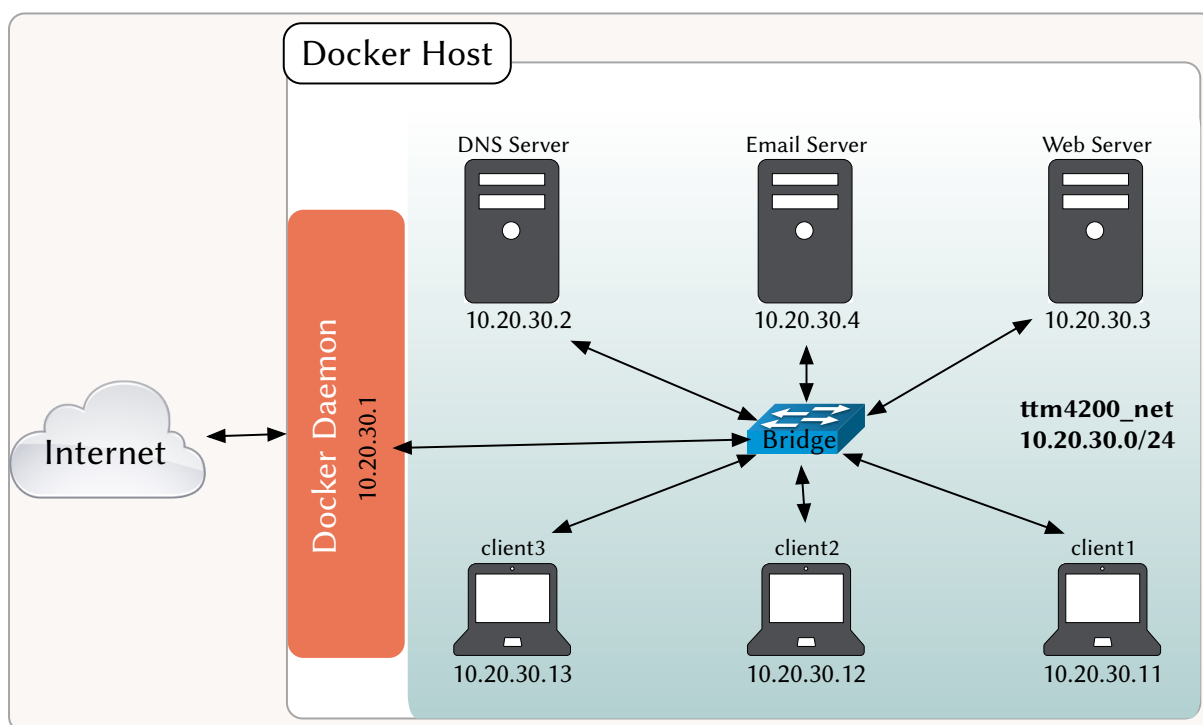 Docker Host
DNS Server
Email Server
Web Server
10.20.30.2
10.20.30.4
10.20.30.3
Internet
Docker Daemon
10.20.30.1
Bridge
ttm4200_net
10.20.30.0/24
client3
client2
client1
10.20.30.13
10.20.30.12
10.20.30.11